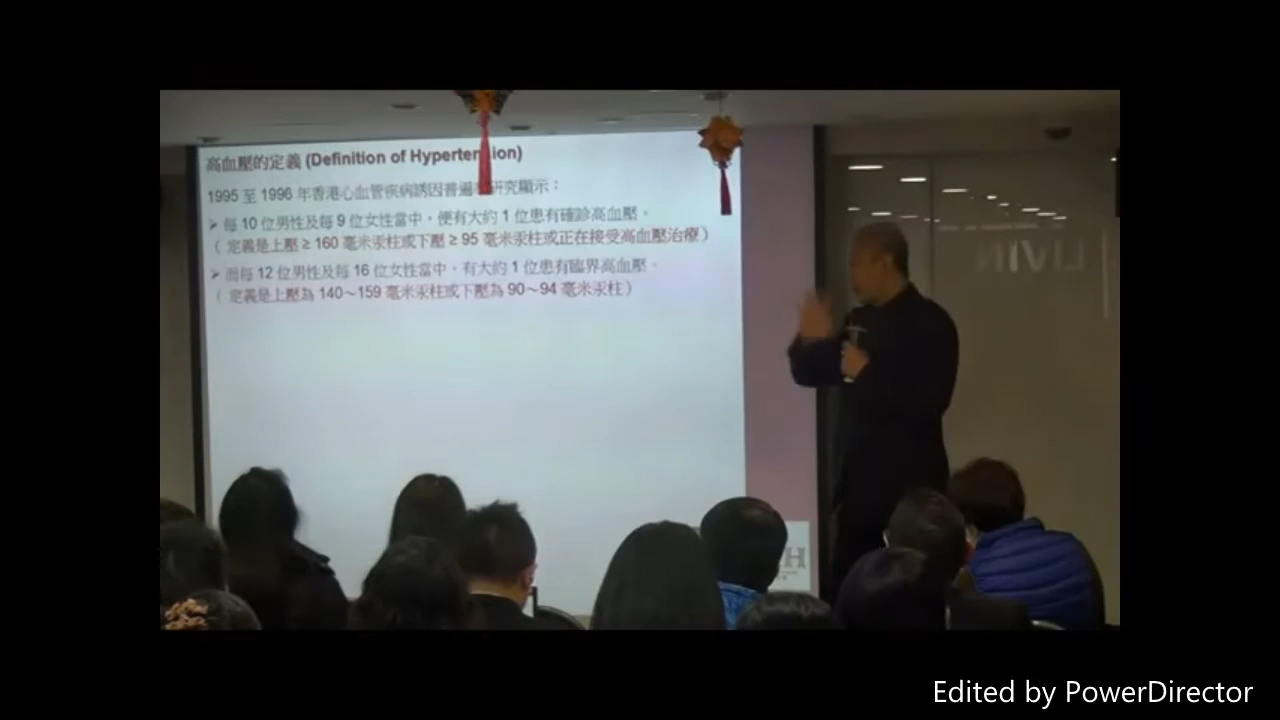 高血壓的定義 (Definition of Hypertension)
1995 至 1996 年香港心血管疾病誘因普遍 研究顯示：
➢ 每 10 位男性及每 9 位女性當中，便有大約 1 位患有確診高血壓。
（ 定義是上壓 ≥ 160 毫米汞柱或下壓 ≥ 95 毫米汞柱或正在接受高血壓治療）
➢ 而每 12 位男性及每 16 位女性當中，有大約 1 位患有臨界高血壓。
（ 定義是上壓為 140～159 毫米汞柱或下壓為 90～94 毫米汞柱）
LIVIN
H
Edited by PowerDirector